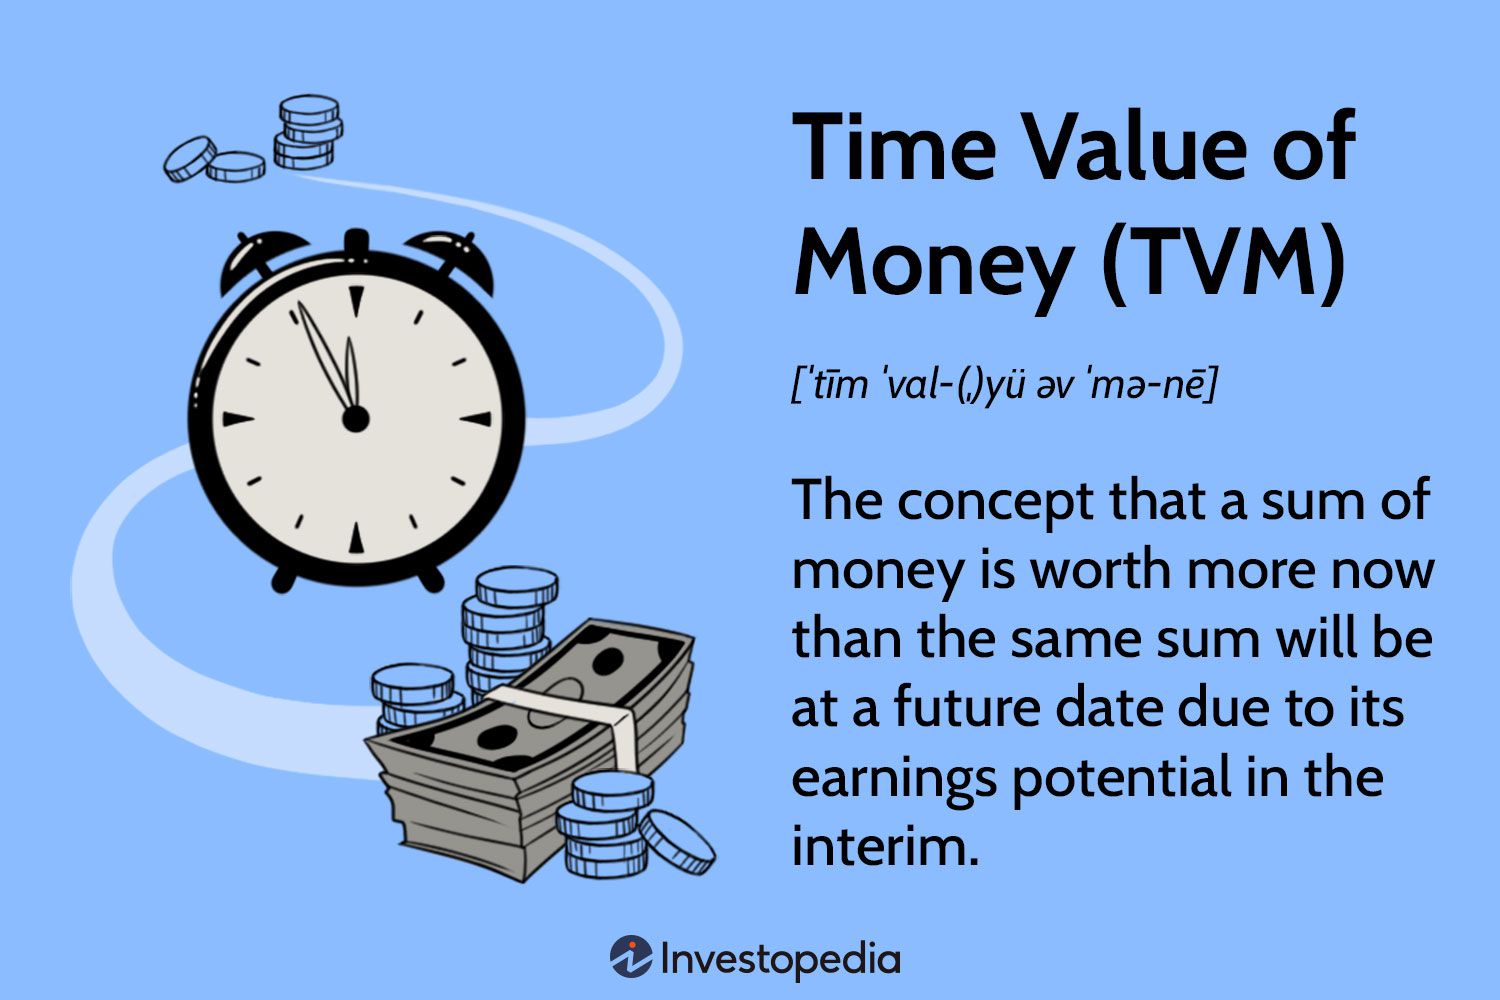 Time Value of
Money (TVM)
[ˈtīm ˈval-(ˌ)yü əv ˈmə-nē]
The concept that a sum of
money is worth more now
than the same sum will be
at a future date due to its
earnings potential in the
interim.
Investopedia